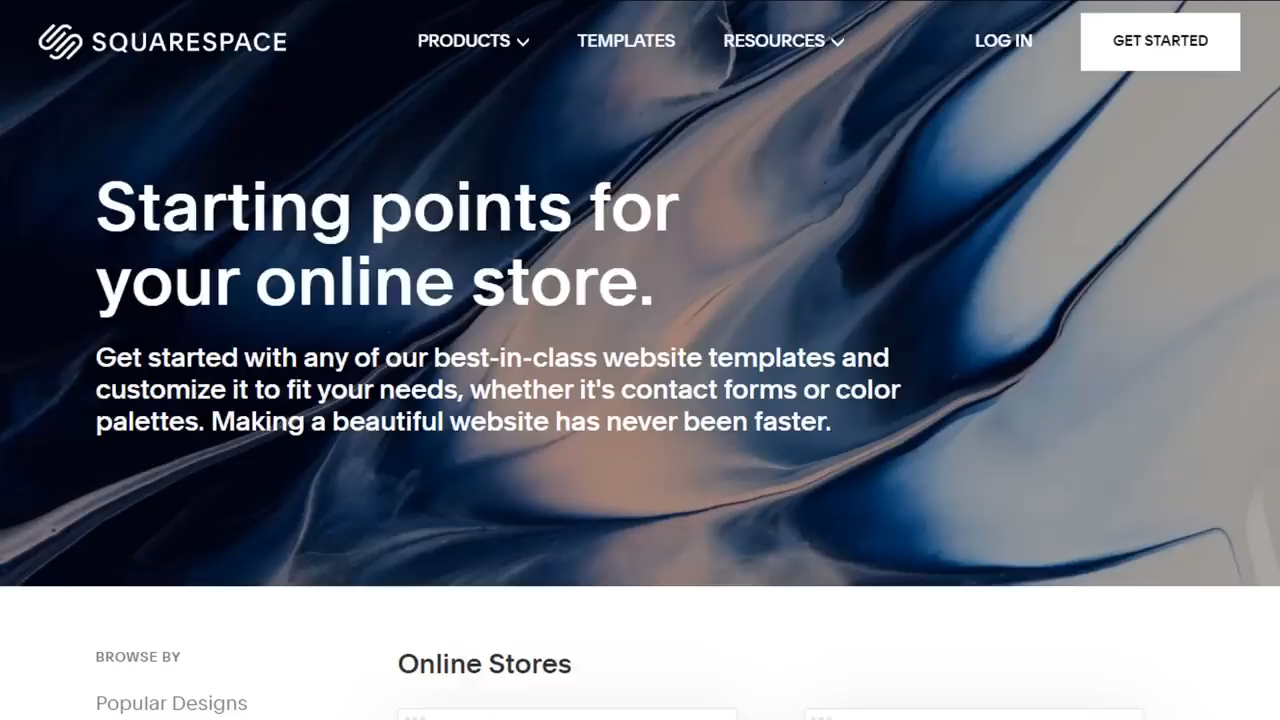 SQUARESPACE
PRODUCTS
TEMPLATES
RESOURCES
LOG IN
GET STARTED
Starting points for
your online store.
Get started with any of our best-in-class website templates and
customize it to fit your needs, whether it's contact forms or color
palettes. Making a beautiful website has never been faster.
BROWSE BY
Popular Designs
Online Stores